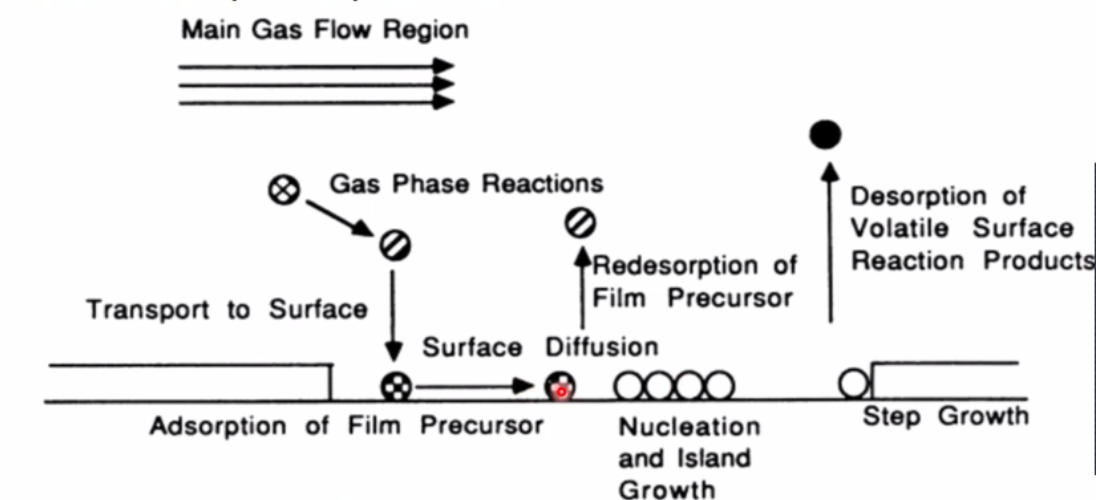 Main Gas Flow Region
Gas Phase Reactions
Desorption of
Volatile Surface
Reaction Products
Redesorption of
Film Precursor
Transport to Surface
Surface Diffusion
Adsorption of Film Precursor
Nucleation
and Island
Growth
Step Growth